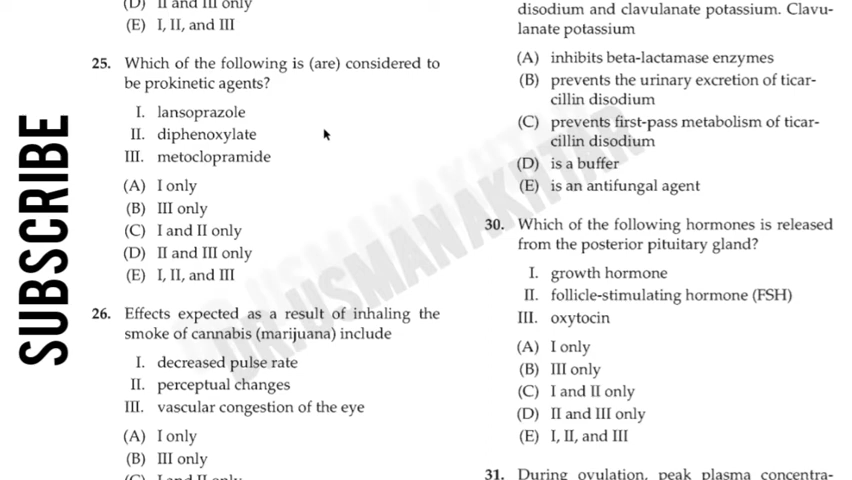 SUBSCRIBE
(D) II and III only
(E) I, II, and III
25. Which of the following is (are) considered to
be prokinetic agents?
I. lansoprazole
II. diphenoxylate
III. metoclopramide
(A) I only
(B) III only
(C) I and II only
(D) II and III only
(E) I, II, and III
26. Effects expected as a result of inhaling the
smoke of cannabis (marijuana) include
I. decreased pulse rate
II. perceptual changes
III. vascular congestion of the eye
(A) I only
(B) III only
(C) I and II only
disodium and clavulanate potassium. Clavu-
lanate potassium
(A) inhibits beta-lactamase enzymes
(B) prevents the urinary excretion of ticar-
cillin disodium
(C) prevents first-pass metabolism of ticar-
cillin disodium
(D) is a buffer
(E) is an antifungal agent
30. Which of the following hormones is released
from the posterior pituitary gland?
I. growth hormone
II. follicle-stimulating hormone (FSH)
III. oxytocin
(A) I only
(B) III only
(C) I and II only
(D) II and III only
(E) I, II, and III
31. During ovulation, peak plasma concentra-
DR.USMAN AKHTAR